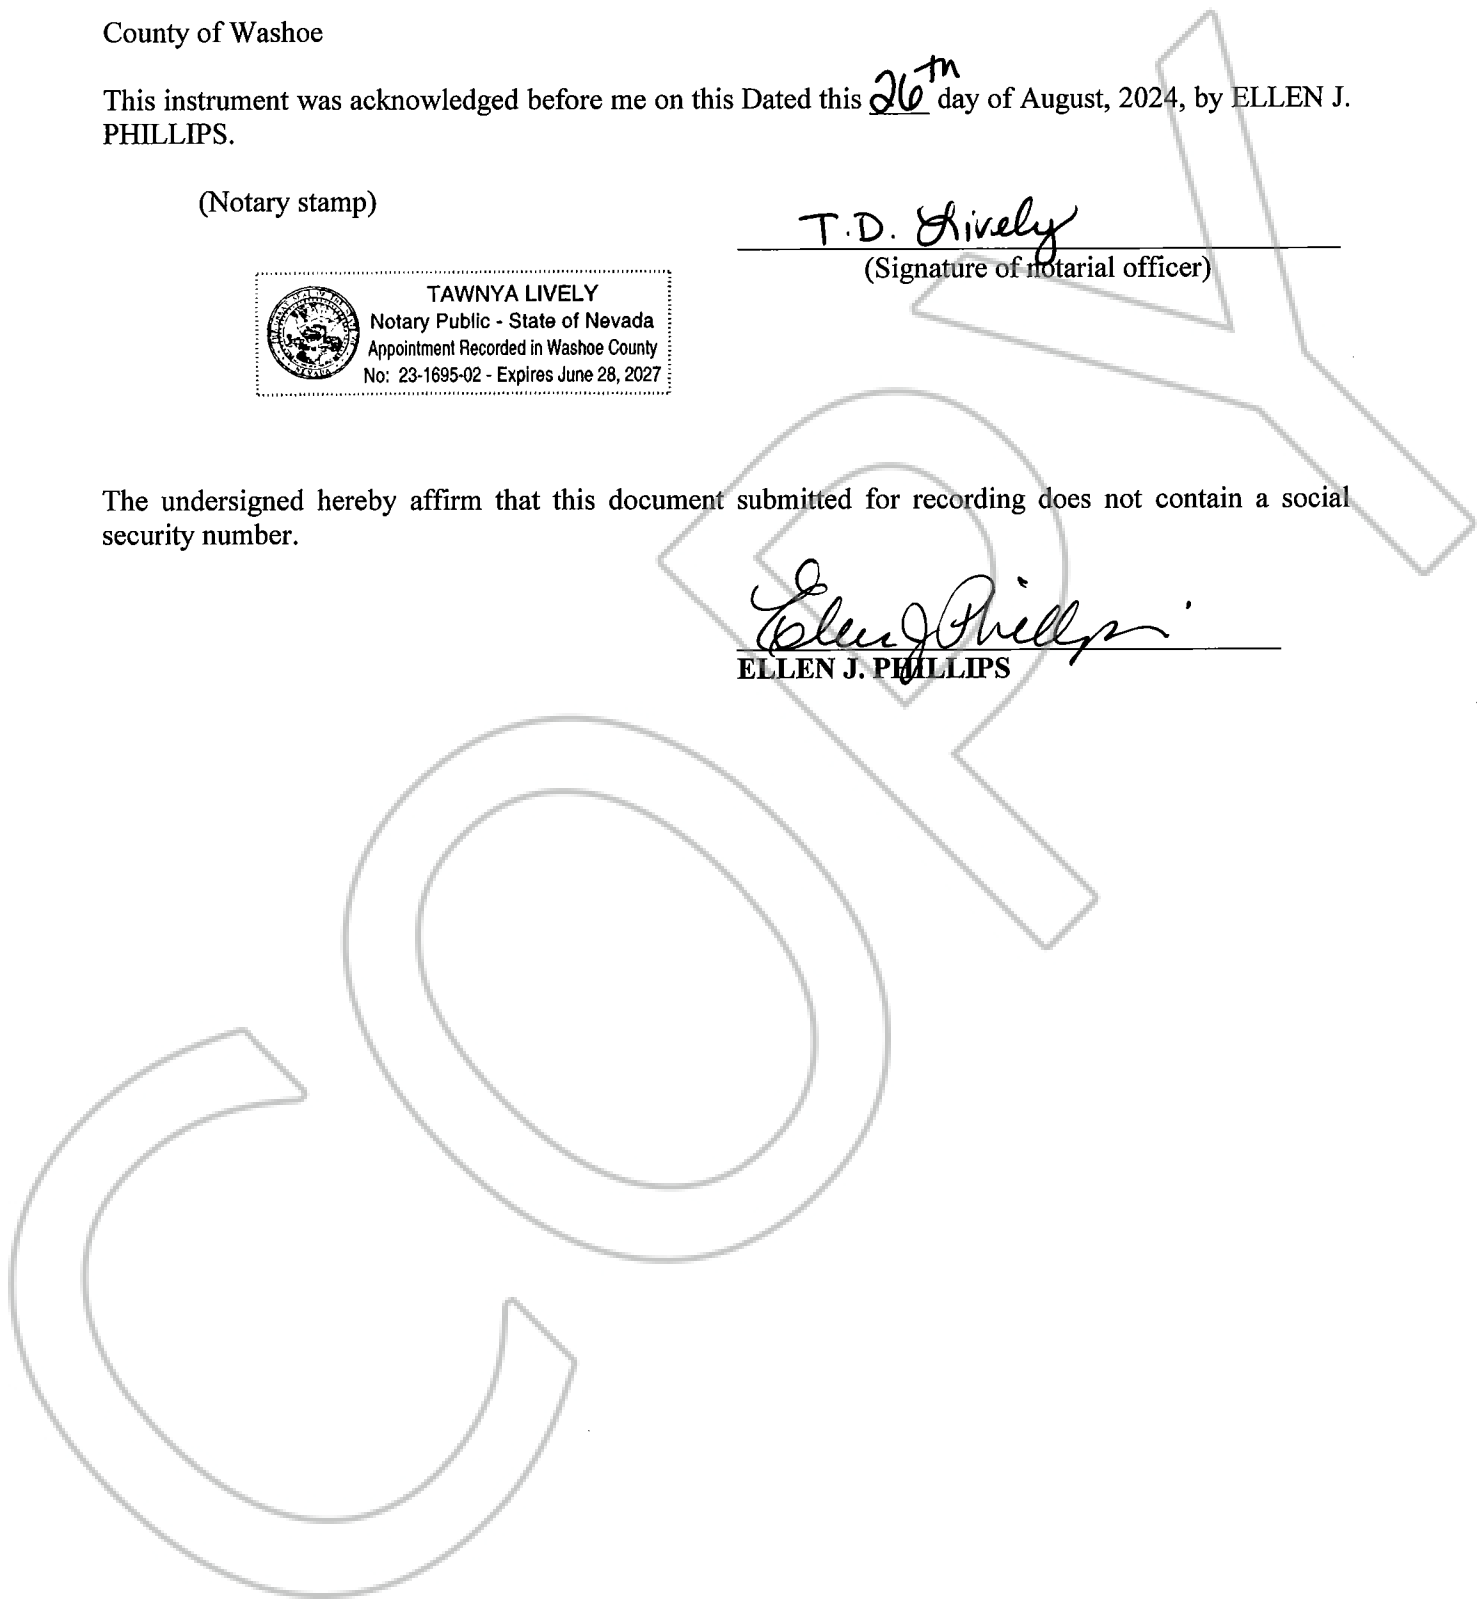 County of Washoe
This instrument was acknowledged before me on this Dated this 26th day of August, 2024, by ELLEN J.
PHILLIPS.
(Notary stamp)
T.D. Lively
(Signature of notarial officer)
TAWNYA LIVELY
Notary Public - State of Nevada
Appointment Recorded in Washoe County
No: 23-1695-02 - Expires June 28, 2027
The undersigned hereby affirm that this document submitted for recording does not contain a social
security number.
Ellen J Phillips
ELLEN J. PHILLIPS
COPY